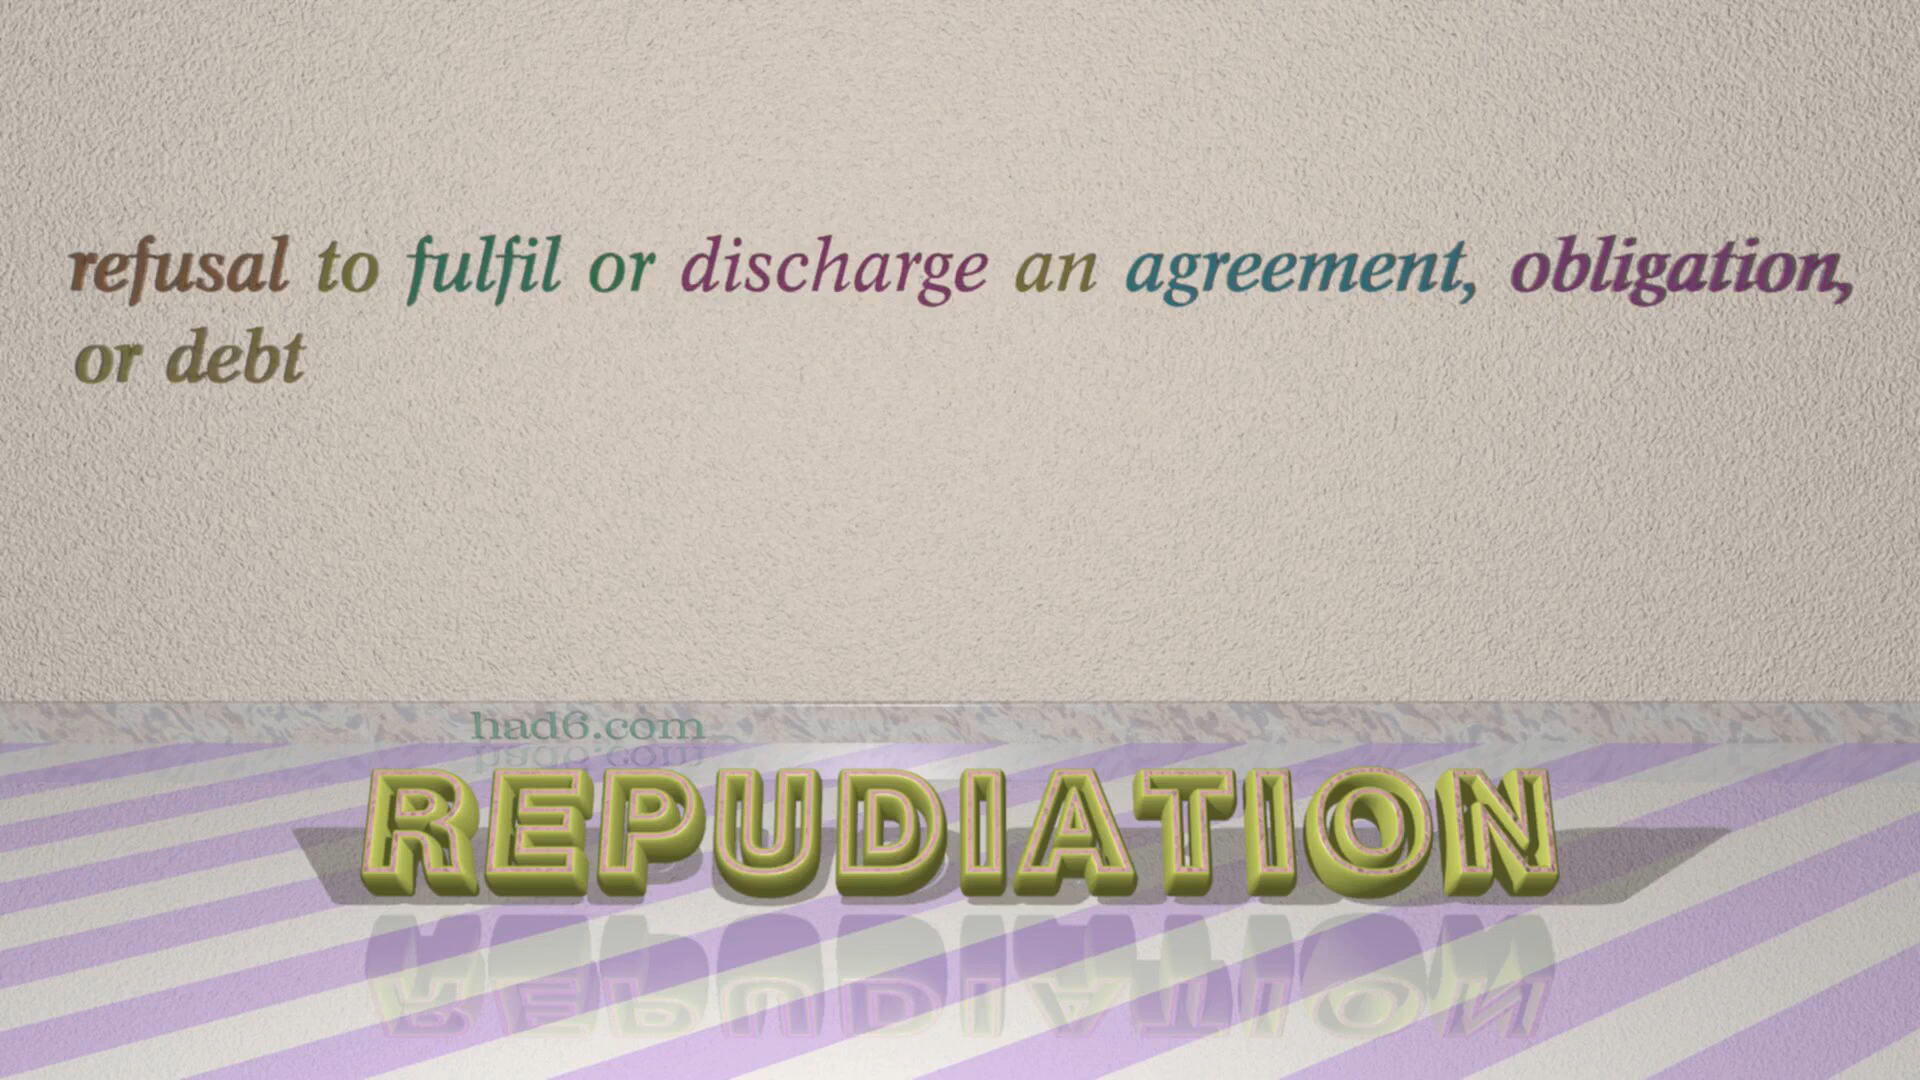 refusal to fulfil or discharge an agreement, obligation,
or debt
had6.com
REPUDIATION